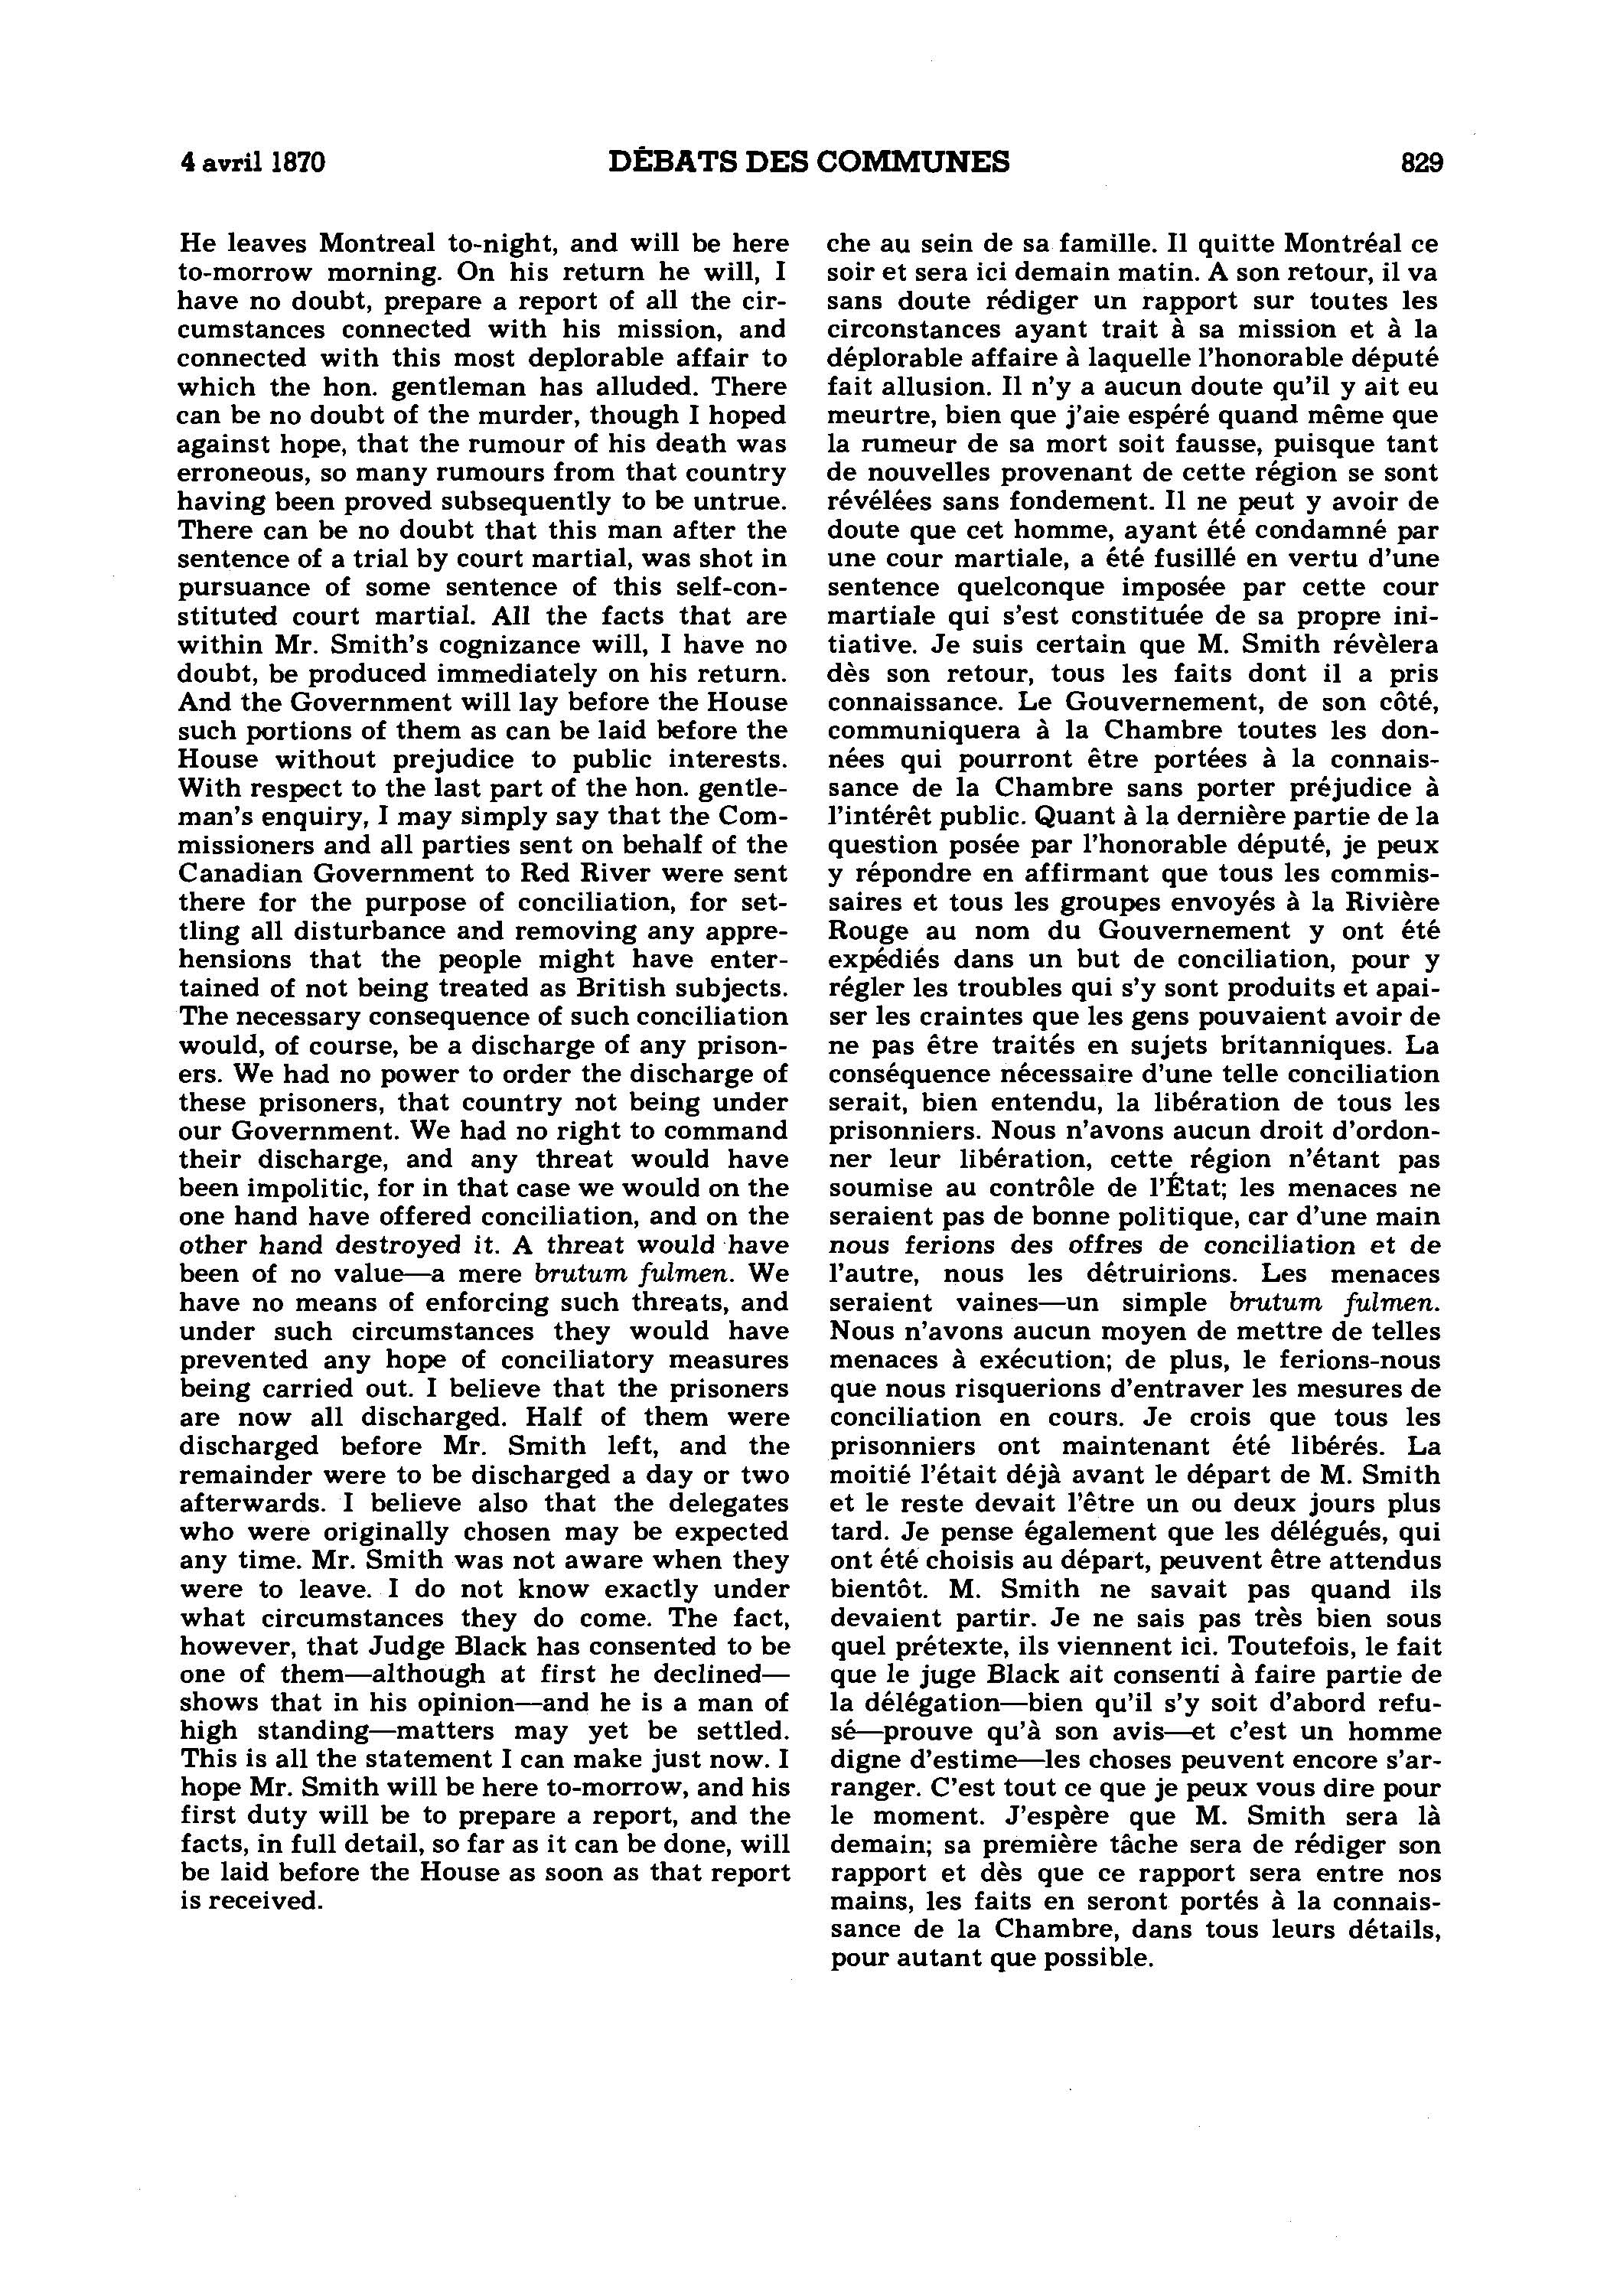 4 avril 1870 DÉBATS DES COMMUNES 829
He leaves Montreal to-night, and will be here
to-morrow morning. On his return he will, I
have no doubt, prepare a report of all the cir-
cumstances connected with his mission, and
connected with this most deplorable affair to
which the hon. gentleman has alluded. There
can be no doubt of the murder, though I hoped
against hope, that the rumour of his death was
erroneous, so many rumours from that country
having been proved subsequently to be untrue.
There can be no doubt that this man after the
sentence of a trial by court martial, was shot in
pursuance of some sentence of this self-con-
stituted court martial. All the facts that are
within Mr. Smith's cognizance will, I have no
doubt, be produced immediately on his return.
And the Government will lay before the House
such portions of them as can be laid before the
House without prejudice to public interests.
With respect to the last part of the hon. gentle-
man's enquiry, I may simply say that the Com-
missioners and all parties sent on behalf of the
Canadian Government to Red River were sent
there for the purpose of conciliation, for set-
tling all disturbance and removing any appre-
hensions that the people might have enter-
tained of not being treated as British subjects.
The necessary consequence of such conciliation
would, of course, be a discharge of any prison-
ers. We had no power to order the discharge of
these prisoners, that country not being under
our Government. We had no right to command
their discharge, and any threat would have
been impolitic, for in that case we would on the
one hand have offered conciliation, and on the
other hand destroyed it. A threat would have
been of no value—a mere brutum fulmen. We
have no means of enforcing such threats, and
under such circumstances they would have
prevented any hope of conciliatory measures
being carried out. I believe that the prisoners
are now all discharged. Half of them were
discharged before Mr. Smith left, and the
remainder were to be discharged a day or two
afterwards. I believe also that the delegates
who were originally chosen may be expected
any time. Mr. Smith was not aware when they
were to leave. I do not know exactly under
what circumstances they do come. The fact,
however, that Judge Black has consented to be
one of them—although at first he declined—
shows that in his opinion—and he is a man of
high standing—matters may yet be settled.
This is all the statement I can make just now. I
hope Mr. Smith will be here to-morrow, and his
first duty will be to prepare a report, and the
facts, in full detail, so far as it can be done, will
be laid before the House as soon as that report
is received.
che au sein de sa famille. Il quitte Montréal ce
soir et sera ici demain matin. A son retour, il va
sans doute rédiger un rapport sur toutes les
circonstances ayant trait à sa mission et à la
déplorable affaire à laquelle l'honorable député
fait allusion. Il n'y a aucun doute qu'il y ait eu
meurtre, bien que j'aie espéré quand même que
la rumeur de sa mort soit fausse, puisque tant
de nouvelles provenant de cette région se sont
révélées sans fondement. Il ne peut y avoir de
doute que cet homme, ayant été condamné par
une cour martiale, a été fusillé en vertu d'une
sentence quelconque imposée par cette cour
martiale qui s'est constituée de sa propre ini-
tiative. Je suis certain que M. Smith révèlera
dès son retour, tous les faits dont il a pris
connaissance. Le Gouvernement, de son côté,
communiquera à la Chambre toutes les don-
nées qui pourront être portées à la connais-
sance de la Chambre sans porter préjudice à
l'intérêt public. Quant à la dernière partie de la
question posée par l'honorable député, je peux
y répondre en affirmant que tous les commis-
saires et tous les groupes envoyés à la Rivière
Rouge au nom du Gouvernement y ont été
expédiés dans un but de conciliation, pour y
régler les troubles qui s'y sont produits et apai-
ser les craintes que les gens pouvaient avoir de
ne pas être traités en sujets britanniques. La
conséquence nécessaire d'une telle conciliation
serait, bien entendu, la libération de tous les
prisonniers. Nous n'avons aucun droit d'ordon-
ner leur libération, cette région n'étant pas
soumise au contrôle de l'État; les menaces ne
seraient pas de bonne politique, car d'une main
nous ferions des offres de conciliation et de
l'autre, nous les détruirions. Les menaces
seraient vaines—un simple brutum fulmen.
Nous n'avons aucun moyen de mettre de telles
menaces à exécution; de plus, le ferions-nous
que nous risquerions d'entraver les mesures de
conciliation en cours. Je crois que tous les
prisonniers ont maintenant été libérés. La
moitié l'était déjà avant le départ de M. Smith
et le reste devait l'être un ou deux jours plus
tard. Je pense également que les délégués, qui
ont été choisis au départ, peuvent être attendus
bientôt. M. Smith ne savait pas quand ils
devaient partir. Je ne sais pas très bien sous
quel prétexte, ils viennent ici. Toutefois, le fait
que le juge Black ait consenti à faire partie de
la délégation—bien qu'il s'y soit d'abord refu-
sé—prouve qu'à son avis—et c'est un homme
digne d'estime—les choses peuvent encore s'ar-
ranger. C'est tout ce que je peux vous dire pour
le moment. J'espère que M. Smith sera là
demain; sa première tâche sera de rédiger son
rapport et dès que ce rapport sera entre nos
mains, les faits en seront portés à la connais-
sance de la Chambre, dans tous leurs détails,
pour autant que possible.